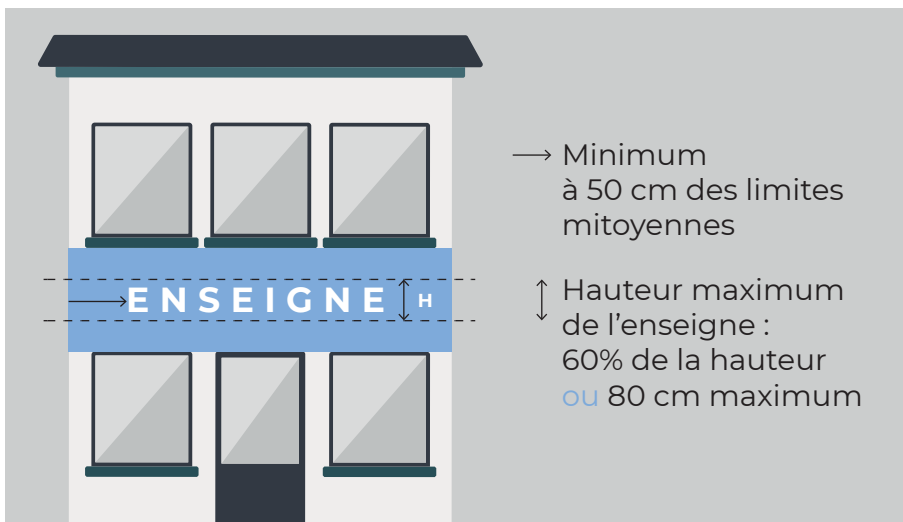 ENSEIGNE
H
Minimum
à 50 cm des limites
mitoyennes
Hauteur maximum
de l’enseigne :
60% de la hauteur
ou 80 cm maximum